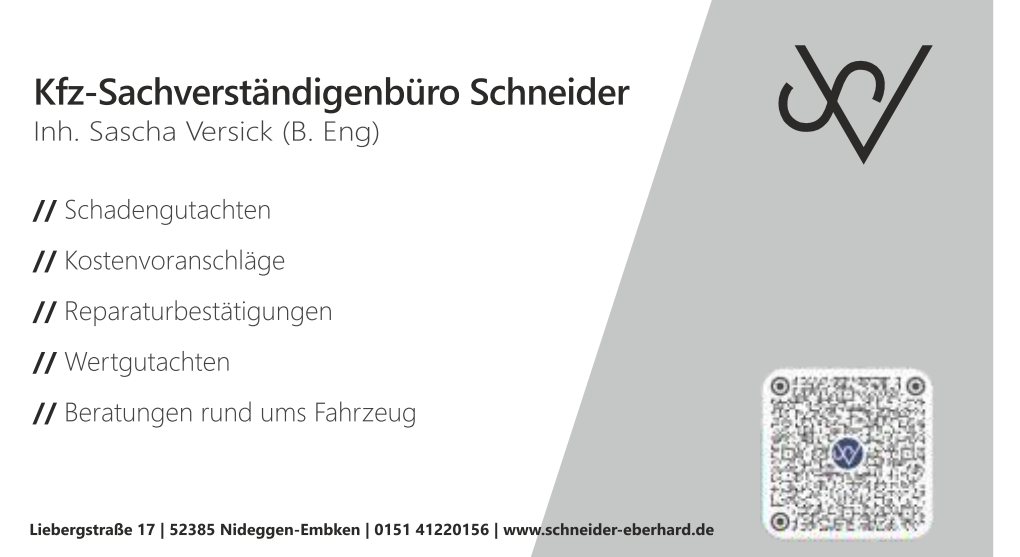 Kfz-Sachverständigenbüro Schneider
Inh. Sascha Versick (B. Eng)
// Schadengutachten
// Kostenvoranschläge
// Reparaturbestätigungen
// Wertgutachten
// Beratungen rund ums Fahrzeug
Liebergstraße 17 | 52385 Nideggen-Embken | 0151 41220156 | www.schneider-eberhard.de